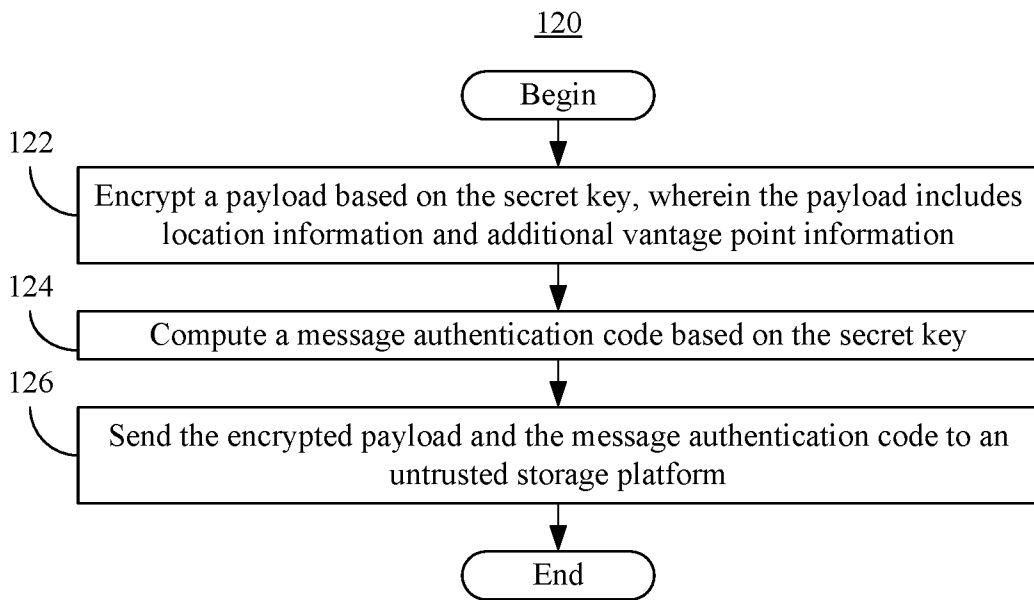 120
Begin
122
Encrypt a payload based on the secret key, wherein the payload includes
location information and additional vantage point information
124
Compute a message authentication code based on the secret key
126
Send the encrypted payload and the message authentication code to an
untrusted storage platform
End